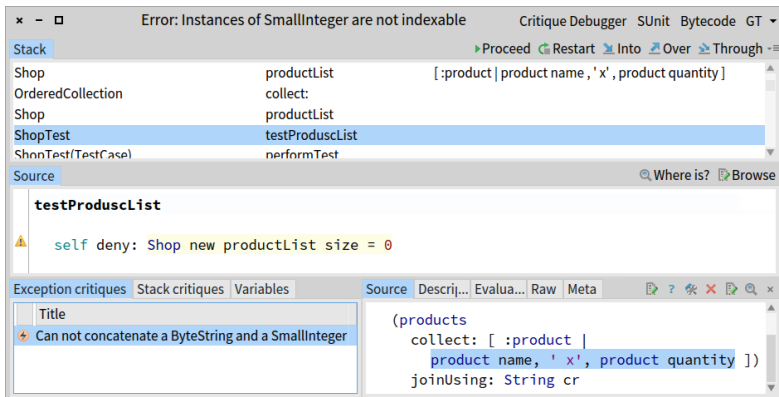 Error: Instances of SmallInteger are not indexable Critique Debugger SUnit Bytecode GT
Stack Proceed Restart Into Over Through
Shop productList [ :product | product name , ' x' , product quantity ]
OrderedCollection collect:
Shop productList
ShopTest testProduscList
ShopTest(TestCase) performTest
Source Where is? Browse
testProduscList
self deny: Shop new productList size = 0
Exception critiques Stack critiques Variables Source Descrip... Evalua... Raw Meta
Title
Can not concatenate a ByteString and a SmallInteger
(products
collect: [ :product |
product name, ' x', product quantity ])
joinUsing: String cr